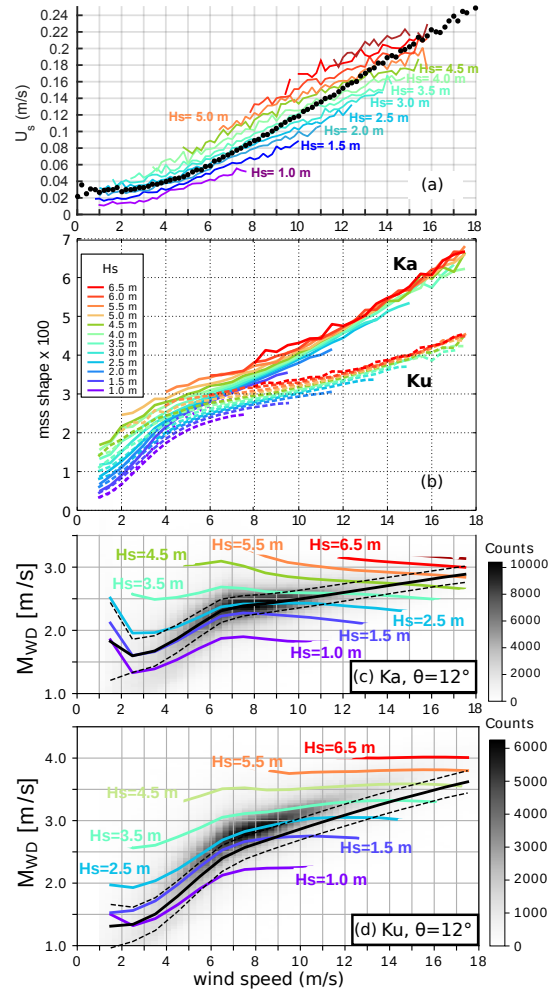 0.24
0.20
0.16
0.12
0.08
0.04
0.02
0
U_s (m/s)
Hs= 5.0 m
Hs= 4.5 m
Hs= 4.0 m
Hs= 3.5 m
Hs= 3.0 m
Hs= 2.5 m
Hs= 2.0 m
Hs= 1.5 m
Hs= 1.0 m
(a)
0 2 4 6 8 10 12 14 16 18
7
6
5
4
3
2
1
0
mss shape x 100
Hs
6.5 m
6.0 m
5.5 m
5.0 m
4.5 m
4.0 m
3.5 m
3.0 m
2.5 m
2.0 m
1.5 m
1.0 m
Ka
Ku
(b)
0 2 4 6 8 10 12 14 16 18
3.0
2.0
1.0
M_WD [m /s]
Hs=4.5 m
Hs=5.5 m
Hs=6.5 m
Hs=3.5 m
Hs=2.5 m
Hs=1.5 m
Hs=1.0 m
(c) Ka, θ=12°
Counts
10000
8000
6000
4000
2000
0
0 2 4 6 8 10 12 14 16 18
4.0
3.0
2.0
1.0
M_WD [m/s]
Hs=6.5 m
Hs=5.5 m
Hs=4.5 m
Hs=3.5 m
Hs=2.5 m
Hs=1.5 m
Hs=1.0 m
(d) Ku, θ=12°
Counts
6000
5000
4000
3000
2000
1000
0
0 2 4 6 8 10 12 14 16 18
wind speed (m/s)